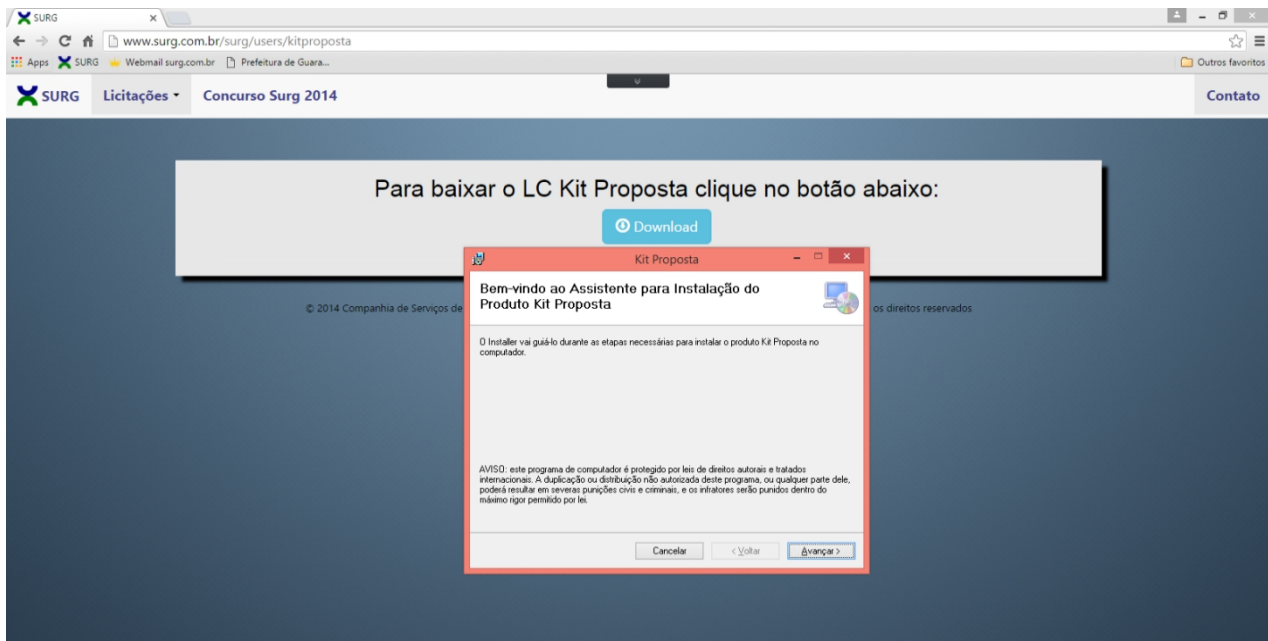 SURG
www.surg.com.br/surg/users/kitproposta
Apps SURG Webmail surg.com.br Prefeitura de Guara... Outros favoritos
SURG Licitações Concurso Surg 2014 Contato
Para baixar o LC Kit Proposta clique no botão abaixo:
Download
Kit Proposta
Bem-vindo ao Assistente para Instalação do
Produto Kit Proposta
© 2014 Companhia de Serviços de os direitos reservados
O Installer vai guiá-lo durante as etapas necessárias para instalar o produto Kit Proposta no
computador.
AVISO: este programa de computador é protegido por leis de direitos autorais e tratados
internacionais. A duplicação ou distribuição não autorizada deste programa, ou qualquer parte dele,
poderá resultar em severas punições civis e criminais, e os infratores serão punidos dentro do
máximo rigor permitido por lei.
Cancelar < Voltar Avançar >